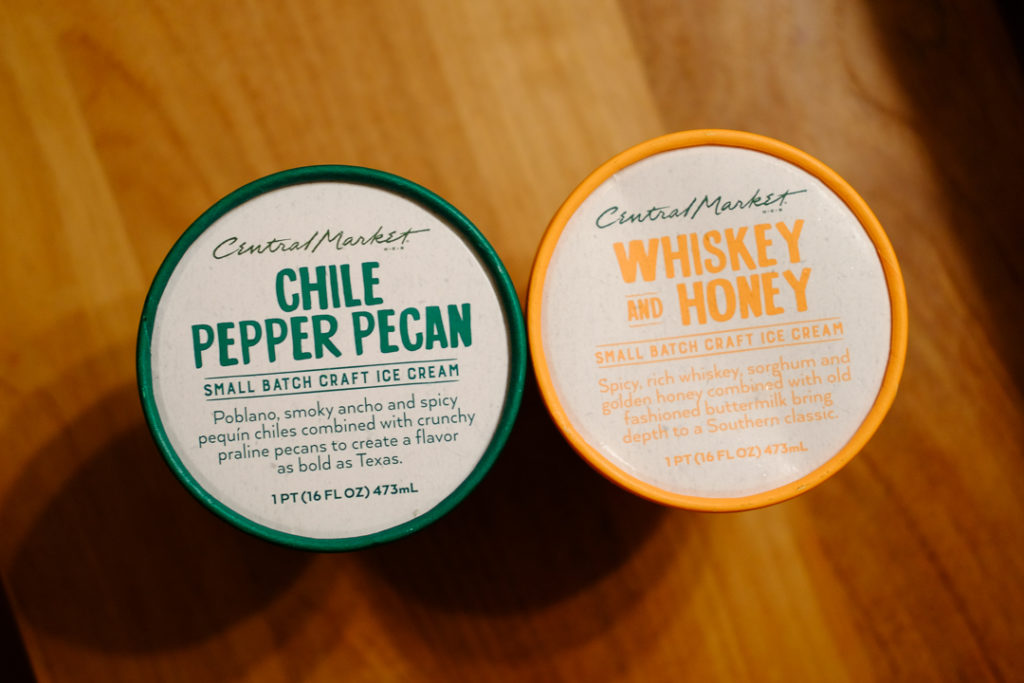 Central Market
CHILE
PEPPER PECAN
SMALL BATCH CRAFT ICE CREAM
Poblano, smoky ancho and spicy
pequín chiles combined with crunchy
praline pecans to create a flavor
as bold as Texas.
1 PT (16 FL OZ) 473mL
Central Market
WHISKEY
AND HONEY
SMALL BATCH CRAFT ICE CREAM
Spicy, rich whiskey, sorghum and
golden honey combined with old
fashioned buttermilk bring
depth to a Southern classic.
1 PT (16 FL OZ) 473mL